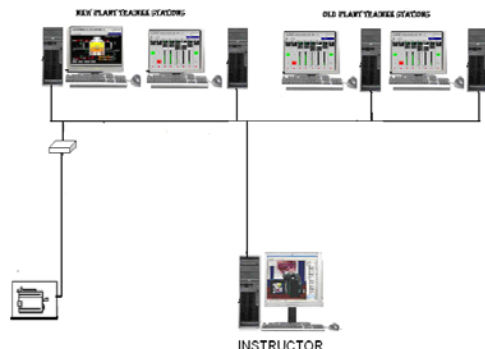 NEW PLANT TRAINEE STATIONS
OLD PLANT TRAINEE STATIONS
INSTRUCTOR